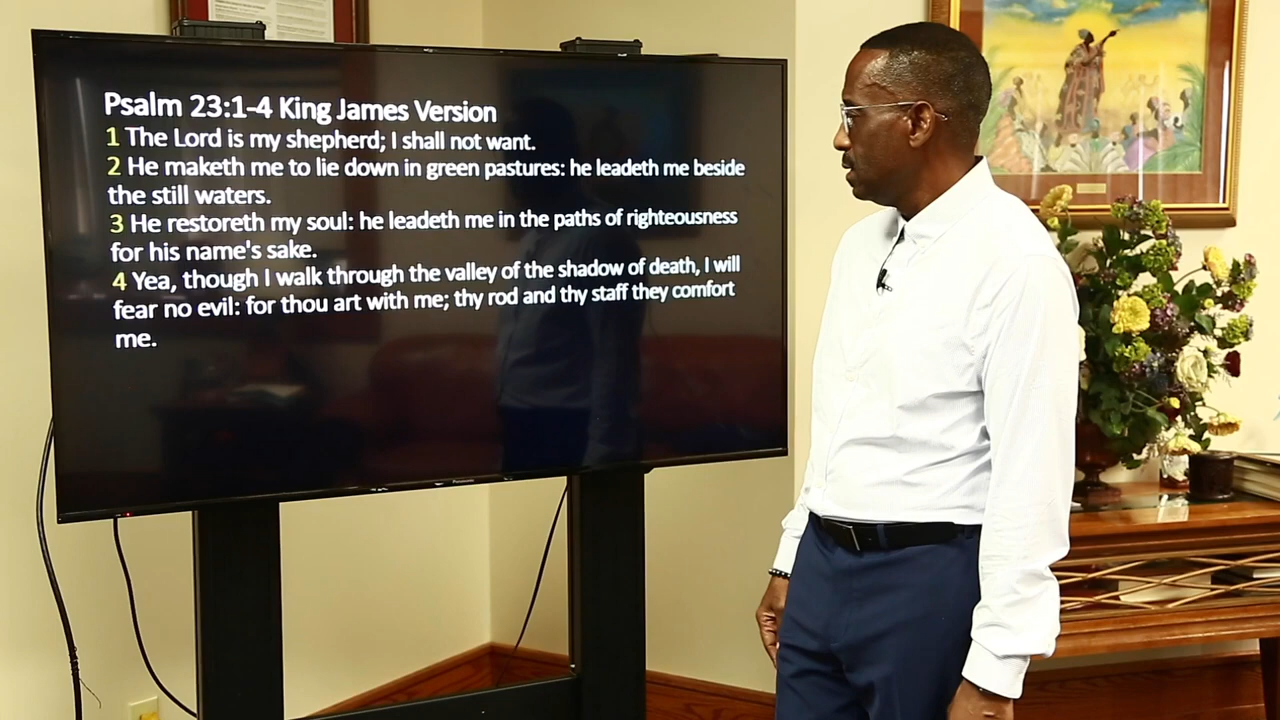 Psalm 23:1-4 King James Version
1 The Lord is my shepherd; I shall not want.
2 He maketh me to lie down in green pastures: he leadeth me beside
the still waters.
3 He restoreth my soul: he leadeth me in the paths of righteousness
for his name's sake.
4 Yea, though I walk through the valley of the shadow of death, I will
fear no evil: for thou art with me; thy rod and thy staff they comfort
me.
Panasonic